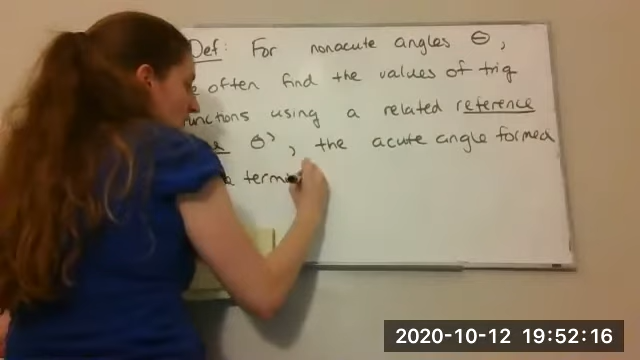 Def: For nonacute angles θ,
often find the values of trig
functions using a related reference
θ', the acute angle formed
termi
2020-10-12 19:52:16